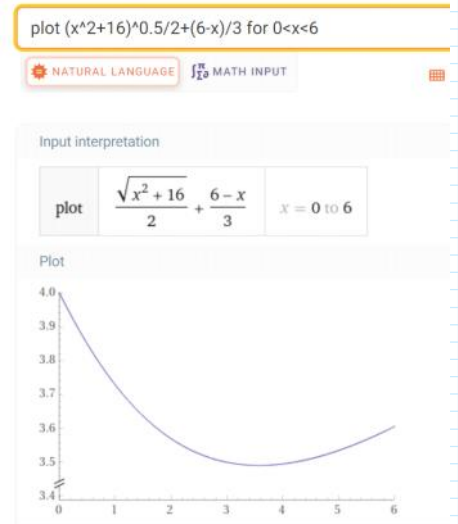 plot (x^2+16)^0.5/2+(6-x)/3 for 0<x<6
NATURAL LANGUAGE ∫π Σ∂ MATH INPUT
Input interpretation
plot √(x² + 16)/2 + (6 - x)/3 x = 0 to 6
Plot
4.0
3.9
3.8
3.7
3.6
3.5
3.4
0 1 2 3 4 5 6